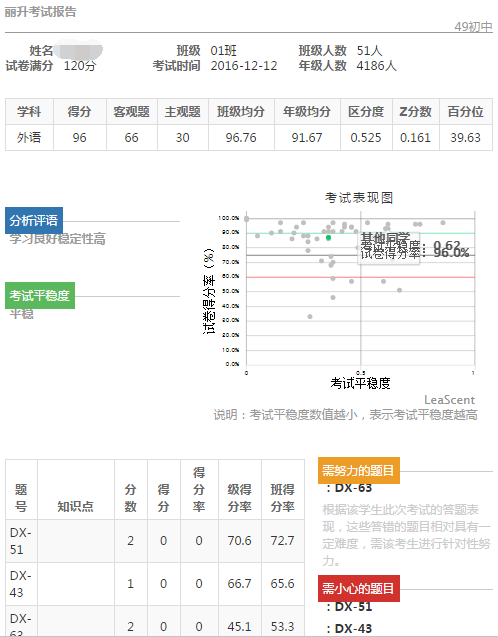 丽升考试报告
49初中
姓名 班级 01班 班级人数 51人
试卷满分 120分 考试时间 2016-12-12 年级人数 4186人
学科 得分 客观题 主观题 班级均分 年级均分 区分度 Z分数 百分位
外语 96 66 30 96.76 91.67 0.525 0.161 39.63
分析评语
学习良好稳定性高
考试平稳度
平稳
考试表现图
试卷得分率（%）
100.0%
90.0%
80.0%
70.0%
60.0%
50.0%
40.0%
30.0%
20.0%
10.0%
0.0%
其他同学
考试平稳度：0.62
试卷得分率：96.0%
0 0.5 1
考试平稳度
LeaScent
说明：考试平稳度数值越小，表示考试平稳度越高
题号 知识点 分数 得分 得分率 级得分率 班得分率
DX-51 2 0 0 70.6 72.7
DX-43 1 0 0 66.7 65.6
DX-63 2 0 0 45.1 53.3
需努力的题目
：DX-63
根据该学生此次考试的答题表
现，这些答错的题目相对具有一
定难度，需该考生进行针对性努
力。
需小心的题目
：DX-51
：DX-43